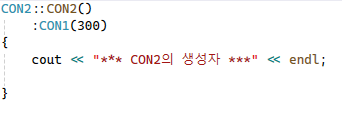 CON2::CON2()
    :CON1(300)
{
    cout << "*** CON2의 생성자 ***" << endl;
}